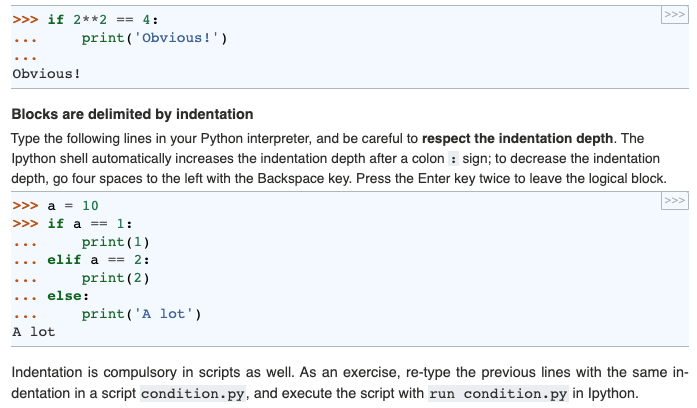 >>> if 2**2 == 4:
...     print('Obvious!')
...
Obvious!
>>>
Blocks are delimited by indentation
Type the following lines in your Python interpreter, and be careful to respect the indentation depth. The
Ipython shell automatically increases the indentation depth after a colon : sign; to decrease the indentation
depth, go four spaces to the left with the Backspace key. Press the Enter key twice to leave the logical block.
>>> a = 10
>>> if a == 1:
...     print(1)
... elif a == 2:
...     print(2)
... else:
...     print('A lot')
A lot
>>>
Indentation is compulsory in scripts as well. As an exercise, re-type the previous lines with the same in-
dentation in a script condition.py, and execute the script with run condition.py in Ipython.